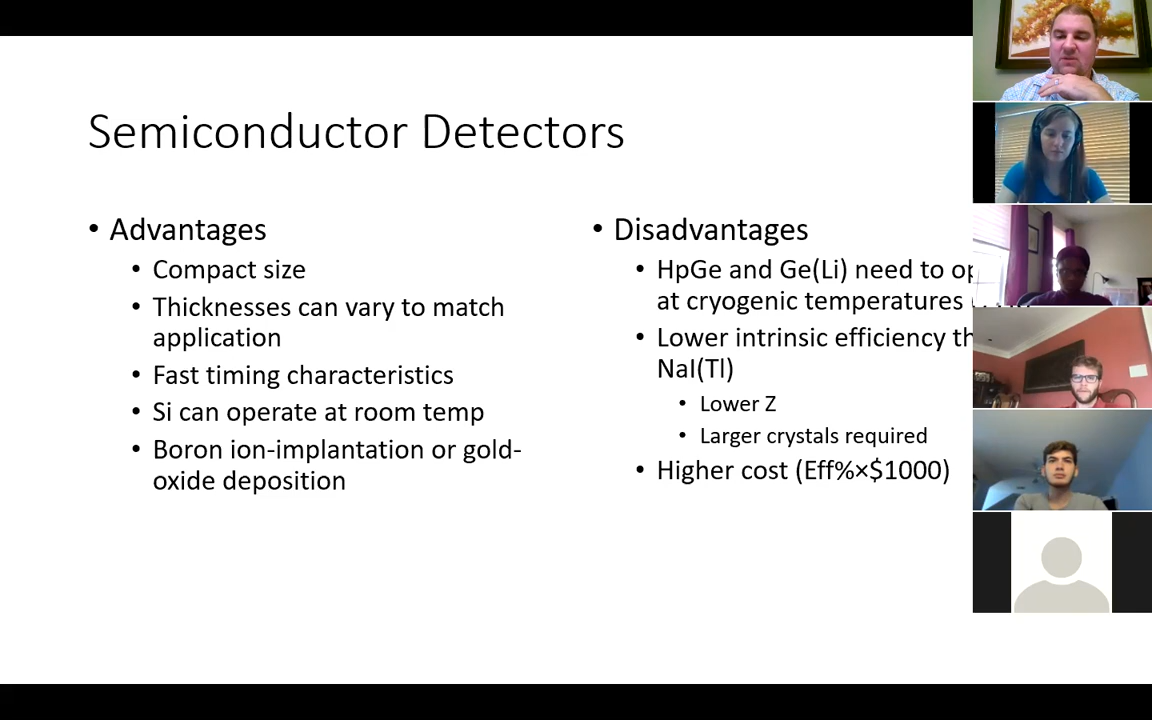 Semiconductor Detectors
• Advantages
• Compact size
• Thicknesses can vary to match
application
• Fast timing characteristics
• Si can operate at room temp
• Boron ion-implantation or gold-
oxide deposition
• Disadvantages
• HpGe and Ge(Li) need to
at cryogenic temperatures
• Lower intrinsic efficiency
NaI(Tl)
• Lower Z
• Larger crystals required
• Higher cost (Eff%×$1000)